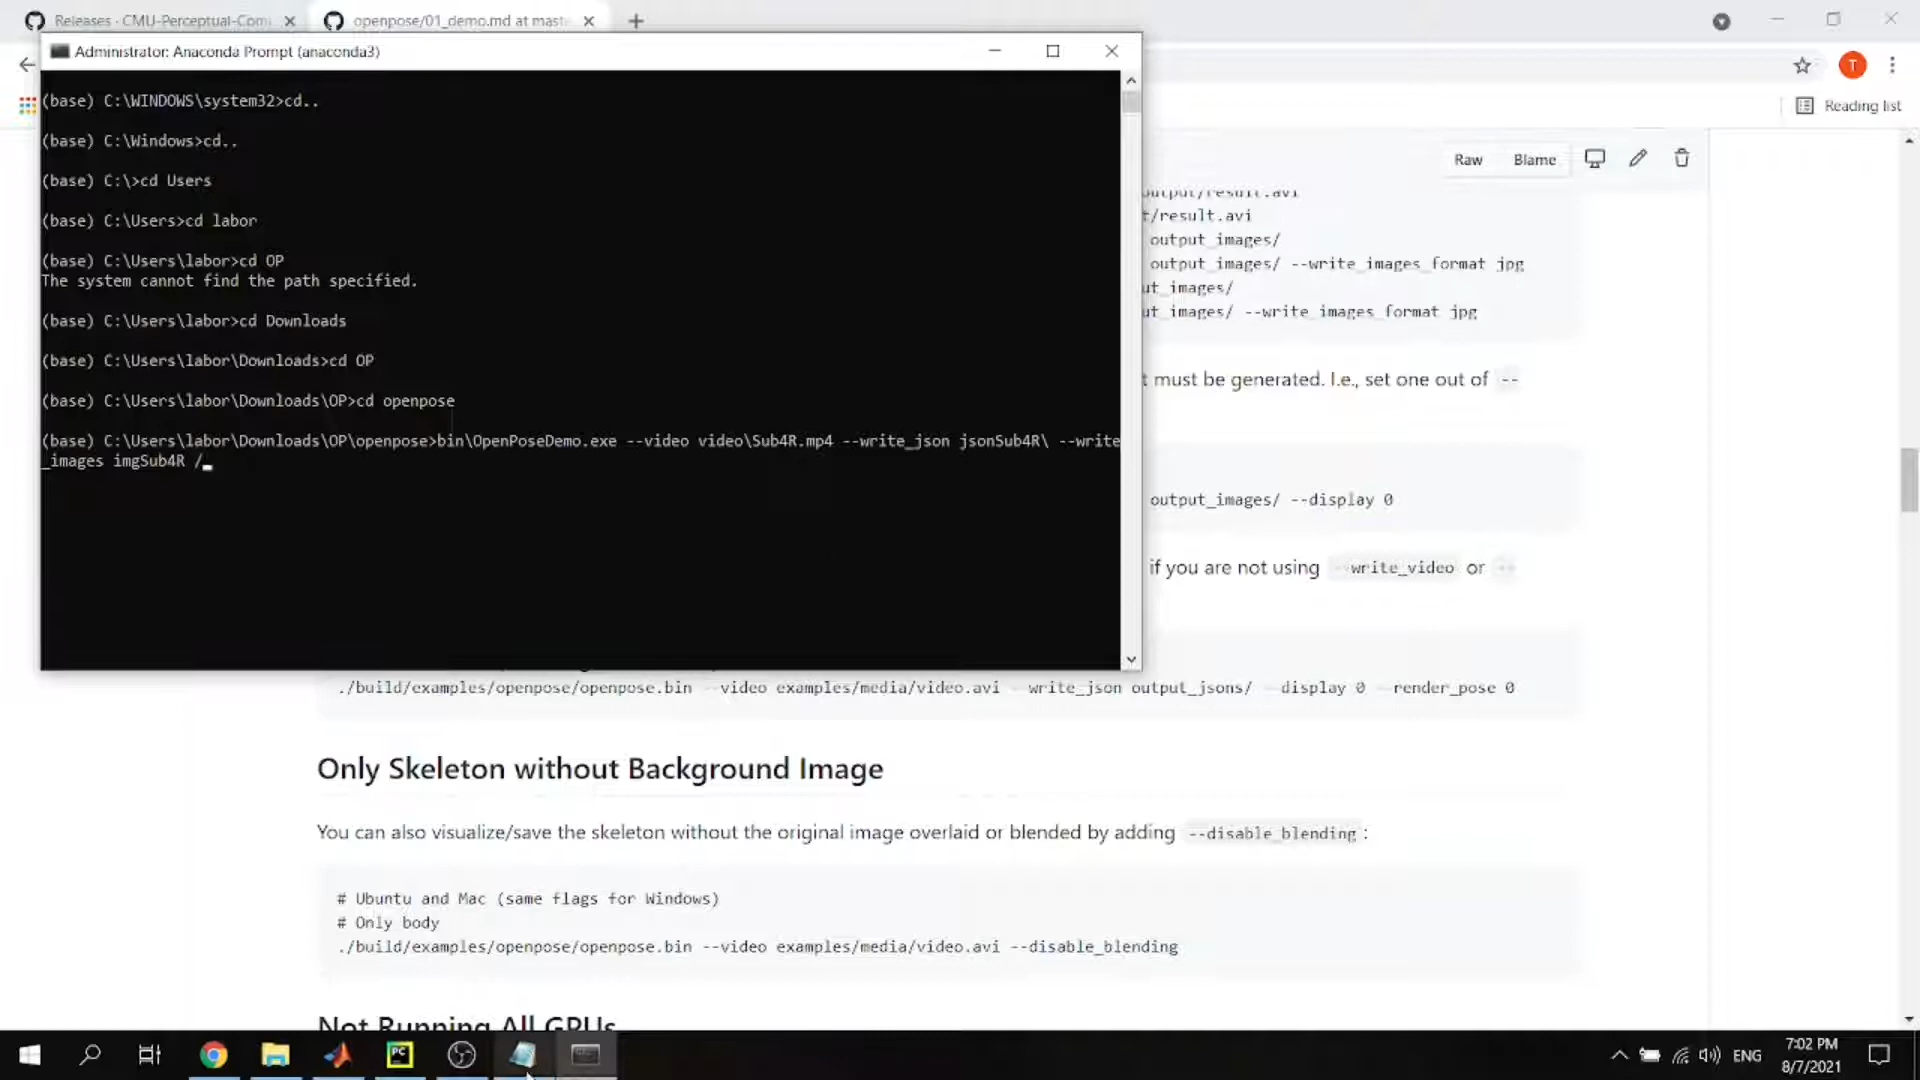 Releases · CMU-Perceptual-Com
openpose/01_demo.md at mast
Administrator: Anaconda Prompt (anaconda3)
T
Reading list
(base) C:\WINDOWS\system32>cd..
(base) C:\Windows>cd..
(base) C:\>cd Users
(base) C:\Users>cd labor
(base) C:\Users\labor>cd OP
The system cannot find the path specified.
(base) C:\Users\labor>cd Downloads
(base) C:\Users\labor\Downloads>cd OP
(base) C:\Users\labor\Downloads\OP>cd openpose
(base) C:\Users\labor\Downloads\OP\openpose>bin\OpenPoseDemo.exe --video video\Sub4R.mp4 --write_json jsonSub4R\ --write
_images imgSub4R /
Raw Blame
output/result.avi
t/result.avi
output_images/
output_images/ --write_images_format jpg
ut_images/
ut_images/ --write_images_format jpg
t must be generated. I.e., set one out of --
output_images/ --display 0
if you are not using --write_video or --
./build/examples/openpose/openpose.bin --video examples/media/video.avi --write_json output_jsons/ --display 0 --render_pose 0
Only Skeleton without Background Image
You can also visualize/save the skeleton without the original image overlaid or blended by adding --disable_blending:
# Ubuntu and Mac (same flags for Windows)
# Only body
./build/examples/openpose/openpose.bin --video examples/media/video.avi --disable_blending
Not Running All GPUs
PC
ENG
7:02 PM
8/7/2021